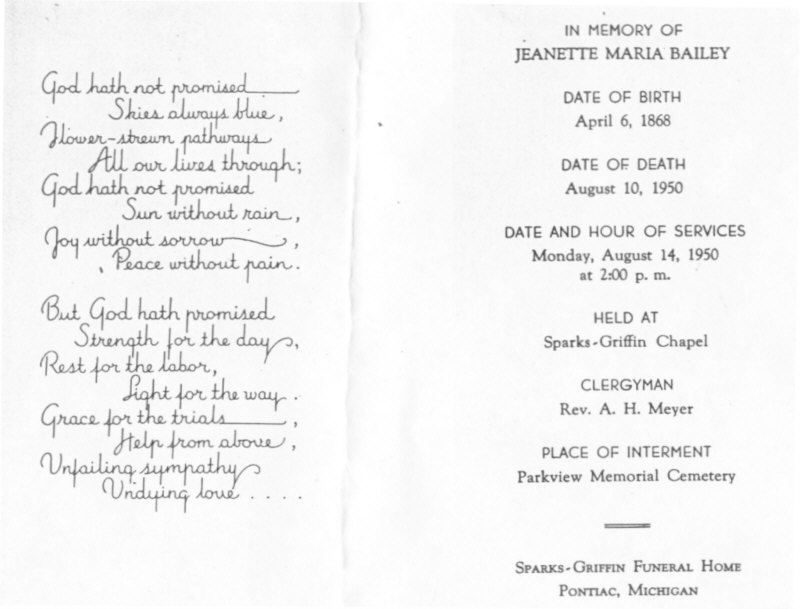 God hath not promised
Skies always blue,
Flower-strewn pathways
All our lives through;
God hath not promised
Sun without rain,
Joy without sorrow,
Peace without pain.
But God hath promised
Strength for the day,
Rest for the labor,
Light for the way.
Grace for the trials,
Help from above,
Unfailing sympathy
Undying love . . . .
IN MEMORY OF
JEANETTE MARIA BAILEY
DATE OF BIRTH
April 6, 1868
DATE OF DEATH
August 10, 1950
DATE AND HOUR OF SERVICES
Monday, August 14, 1950
at 2:00 p. m.
HELD AT
Sparks-Griffin Chapel
CLERGYMAN
Rev. A. H. Meyer
PLACE OF INTERMENT
Parkview Memorial Cemetery
SPARKS-GRIFFIN FUNERAL HOME
PONTIAC, MICHIGAN